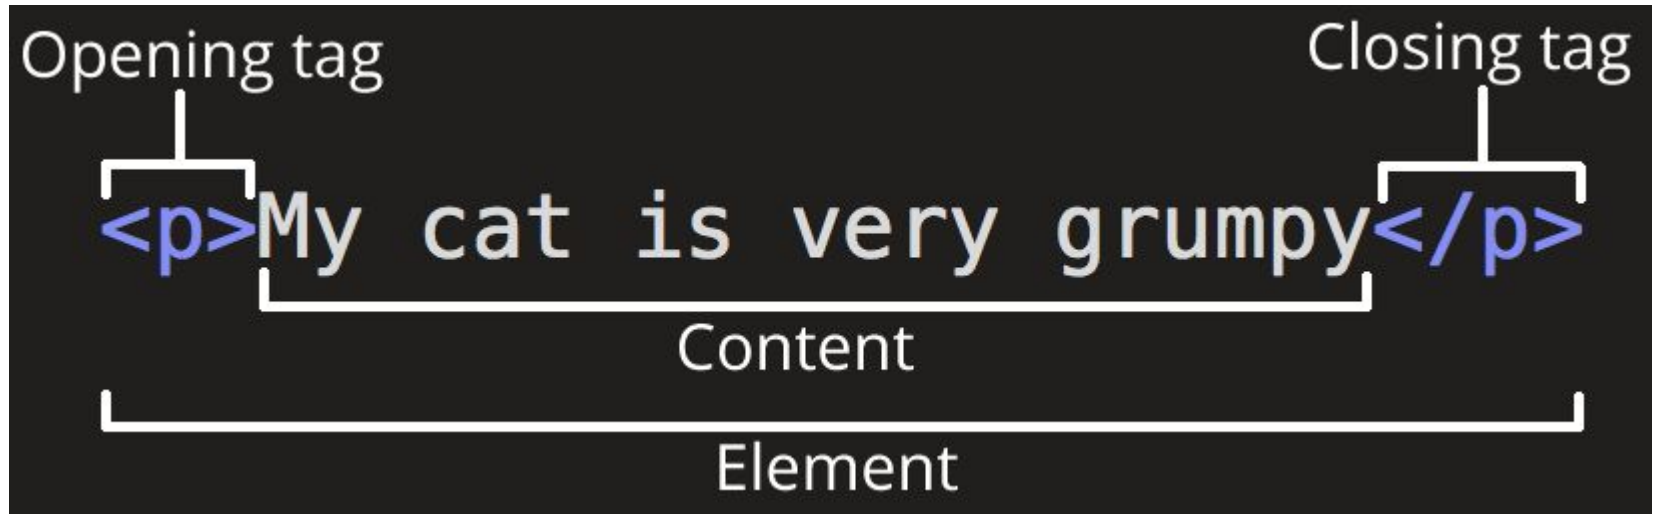 Opening tag
Closing tag
<p>My cat is very grumpy</p>
Content
Element